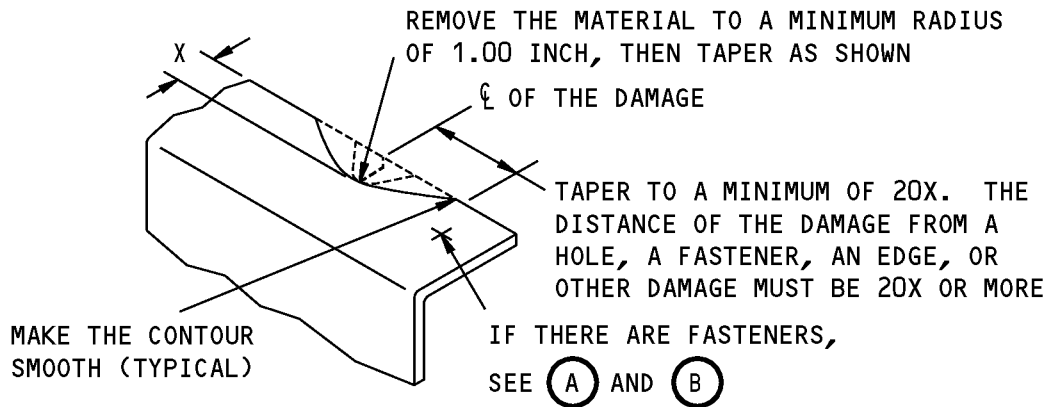 REMOVE THE MATERIAL TO A MINIMUM RADIUS
OF 1.00 INCH, THEN TAPER AS SHOWN
X
℄ OF THE DAMAGE
TAPER TO A MINIMUM OF 20X. THE
DISTANCE OF THE DAMAGE FROM A
HOLE, A FASTENER, AN EDGE, OR
OTHER DAMAGE MUST BE 20X OR MORE
MAKE THE CONTOUR
SMOOTH (TYPICAL)
IF THERE ARE FASTENERS,
SEE A AND B